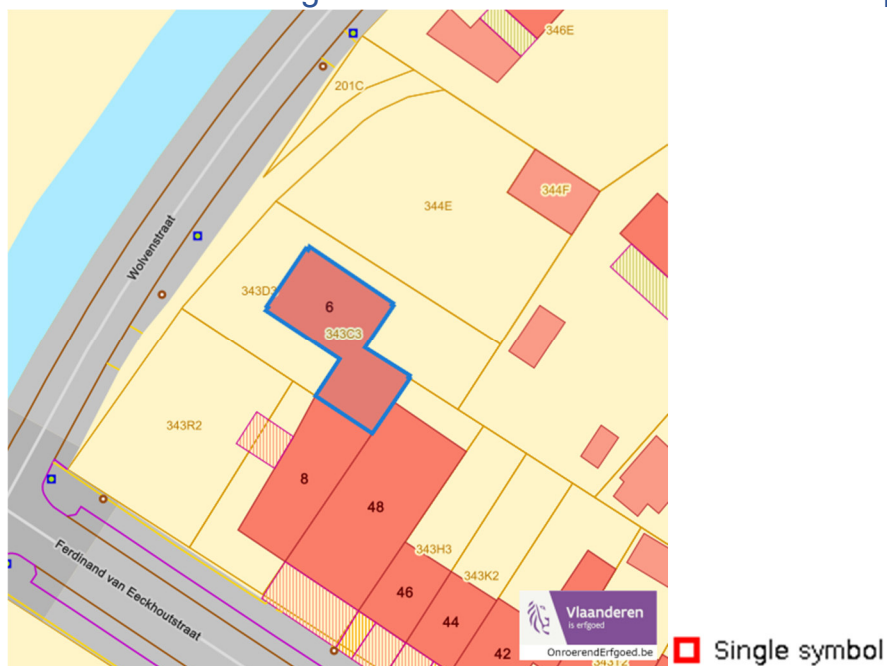 346E
201C
344F
344E
Wolvenstraat
343D3
6
343C3
343R2
8
48
343H3
343K2
46
44
42
Ferdinand van Eeckhoutstraat
Vlaanderen
is erfgoed
OnroerendErfgoed.be
Single symbol